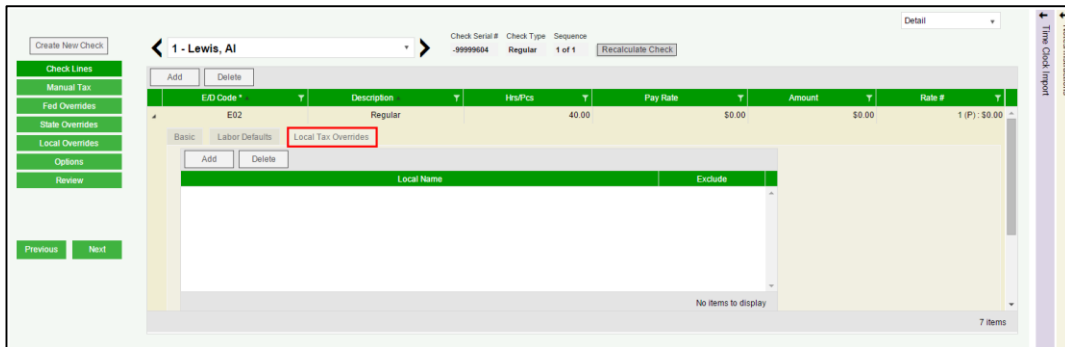 Detail
Create New Check
1 - Lewis, Al
Check Serial # Check Type Sequence
-99999604 Regular 1 of 1 Recalculate Check
Check Lines
Manual Tax
Fed Overrides
State Overrides
Local Overrides
Options
Review
Previous Next
Add Delete
E/D Code * Description Hrs/Pcs Pay Rate Amount Rate #
E02 Regular 40.00 $0.00 $0.00 1 (P) : $0.00
Basic Labor Defaults Local Tax Overrides
Add Delete
Local Name Exclude
No items to display
7 items
Time Clock Import